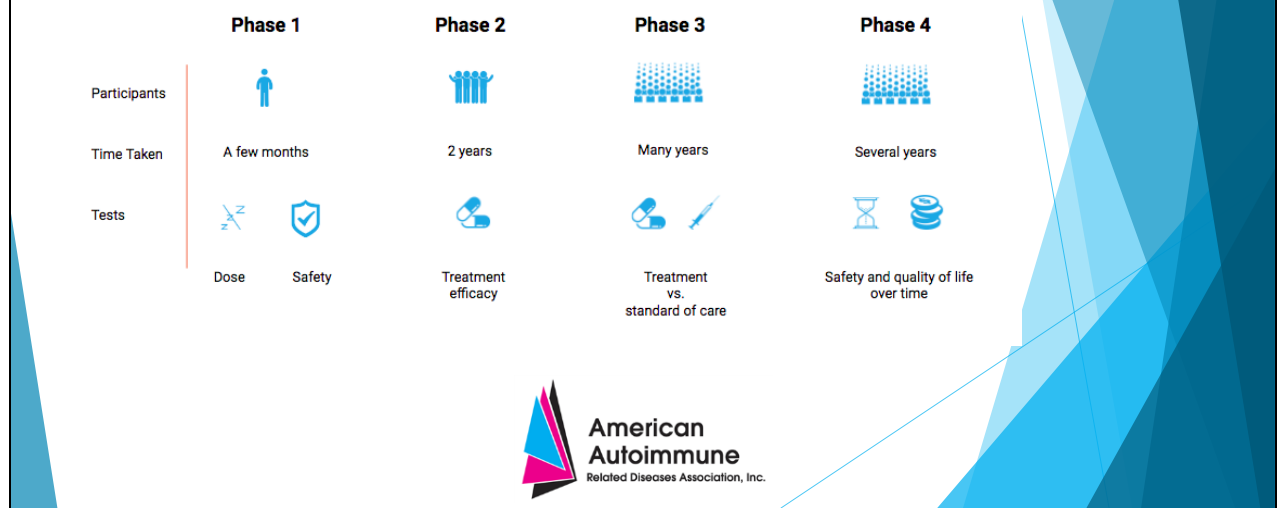 Phase 1 Phase 2 Phase 3 Phase 4
Participants
Time Taken A few months 2 years Many years Several years
Tests
Dose Safety Treatment efficacy Treatment vs. standard of care Safety and quality of life over time
American
Autoimmune
Related Diseases Association, Inc.